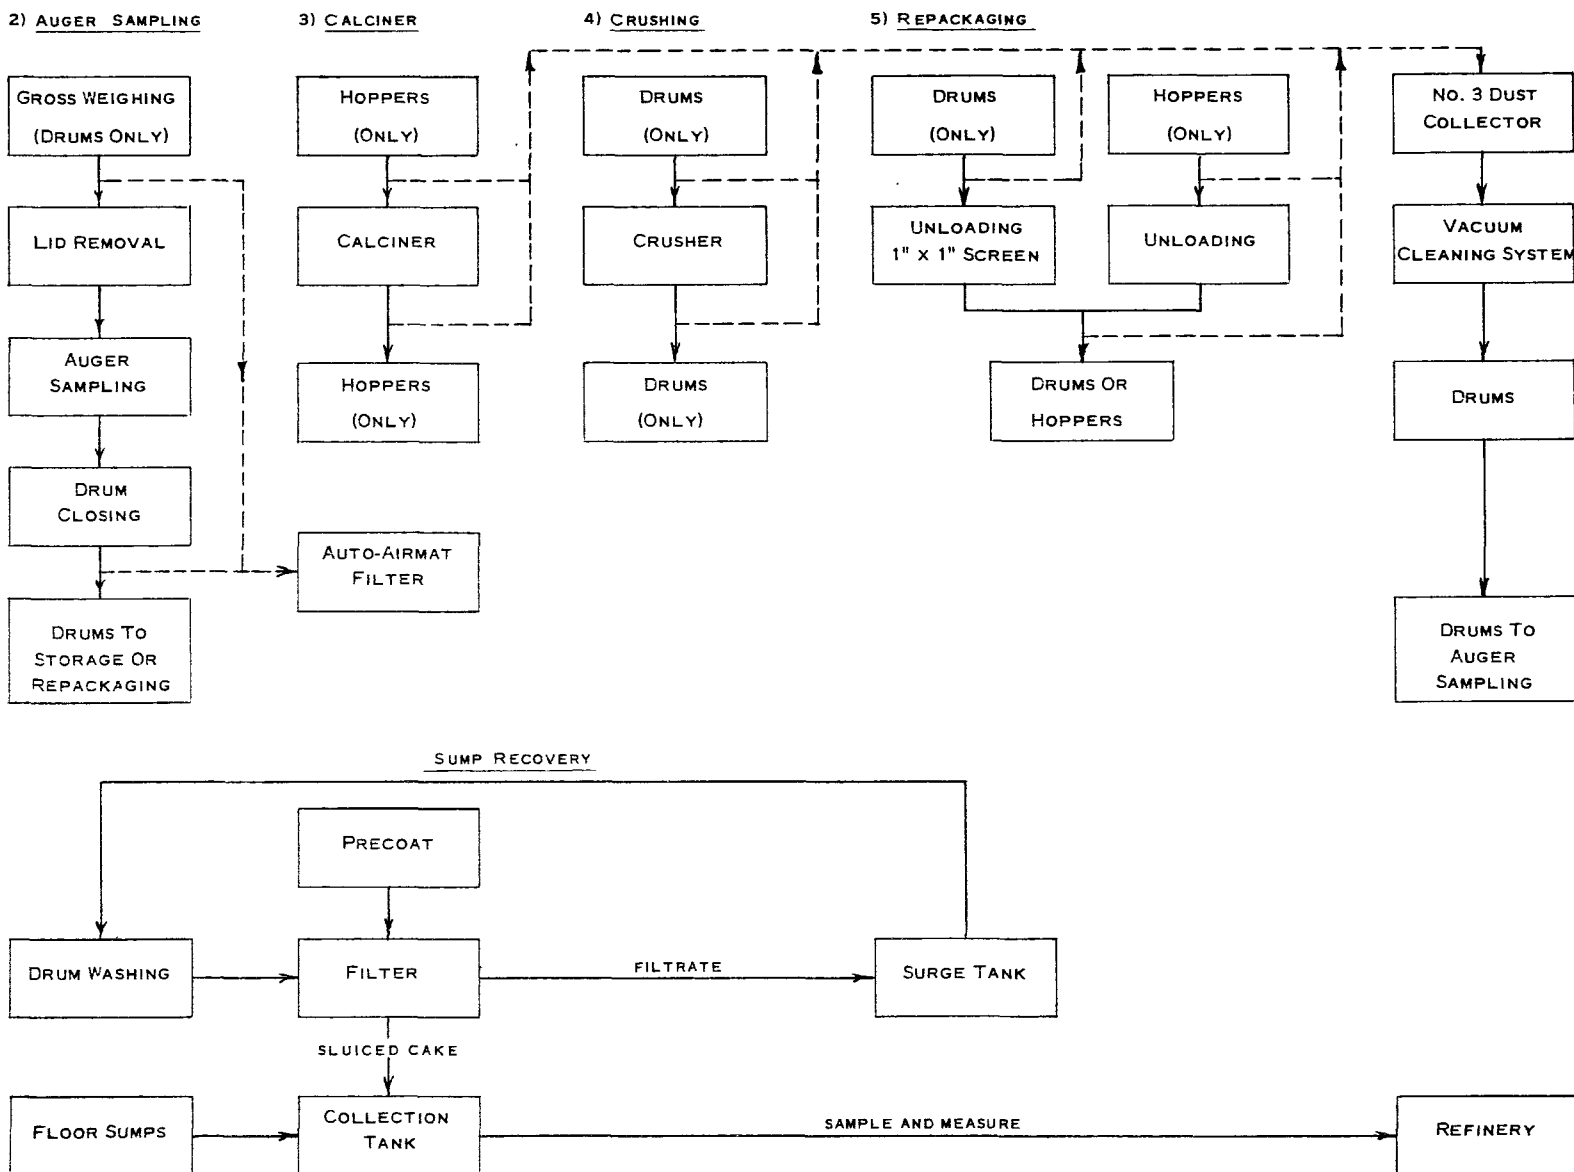 2) AUGER SAMPLING
3) CALCINER
4) CRUSHING
5) REPACKAGING
GROSS WEIGHING
(DRUMS ONLY)
LID REMOVAL
AUGER
SAMPLING
DRUM
CLOSING
DRUMS TO
STORAGE OR
REPACKAGING
HOPPERS
(ONLY)
CALCINER
HOPPERS
(ONLY)
AUTO-AIRMAT
FILTER
DRUMS
(ONLY)
CRUSHER
DRUMS
(ONLY)
DRUMS
(ONLY)
UNLOADING
1" X 1" SCREEN
HOPPERS
(ONLY)
UNLOADING
DRUMS OR
HOPPERS
NO. 3 DUST
COLLECTOR
VACUUM
CLEANING SYSTEM
DRUMS
DRUMS TO
AUGER
SAMPLING
SUMP RECOVERY
PRECOAT
DRUM WASHING
FILTER
FILTRATE
SURGE TANK
SLUICED CAKE
FLOOR SUMPS
COLLECTION
TANK
SAMPLE AND MEASURE
REFINERY